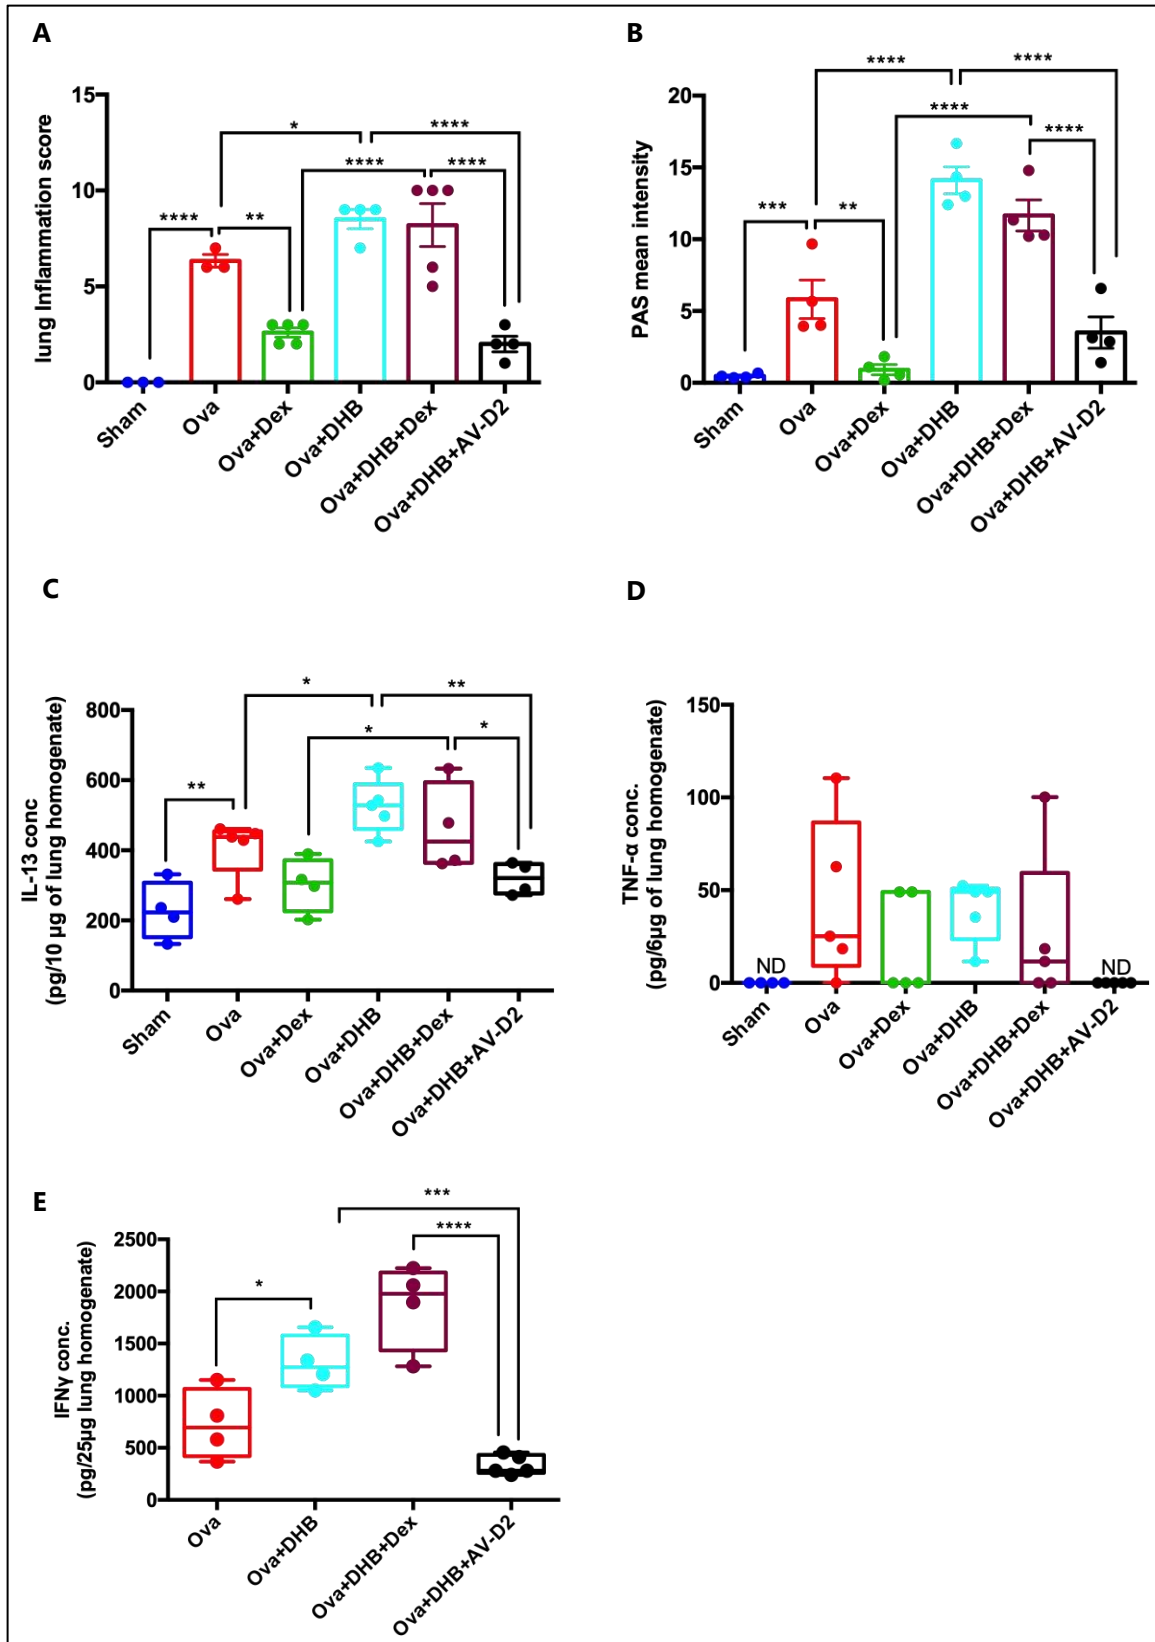 A
lung Inflammation score
15
10
5
0
****
**
*
****
****
****
Sham
Ova
Ova+Dex
Ova+DHB
Ova+DHB+Dex
Ova+DHB+AV-D2
B
PAS mean intensity
20
15
10
5
0
***
**
****
****
****
****
Sham
Ova
Ova+Dex
Ova+DHB
Ova+DHB+Dex
Ova+DHB+AV-D2
C
IL-13 conc
(pg/10 µg of lung homogenate)
800
600
400
200
0
**
*
*
**
*
Sham
Ova
Ova+Dex
Ova+DHB
Ova+DHB+Dex
Ova+DHB+AV-D2
D
TNF-α conc.
(pg/6µg of lung homogenate)
150
100
50
0
ND
ND
Sham
Ova
Ova+Dex
Ova+DHB
Ova+DHB+Dex
Ova+DHB+AV-D2
E
IFNγ conc.
(pg/25µg lung homogenate)
2500
2000
1500
1000
500
0
*
***
****
Ova
Ova+DHB
Ova+DHB+Dex
Ova+DHB+AV-D2